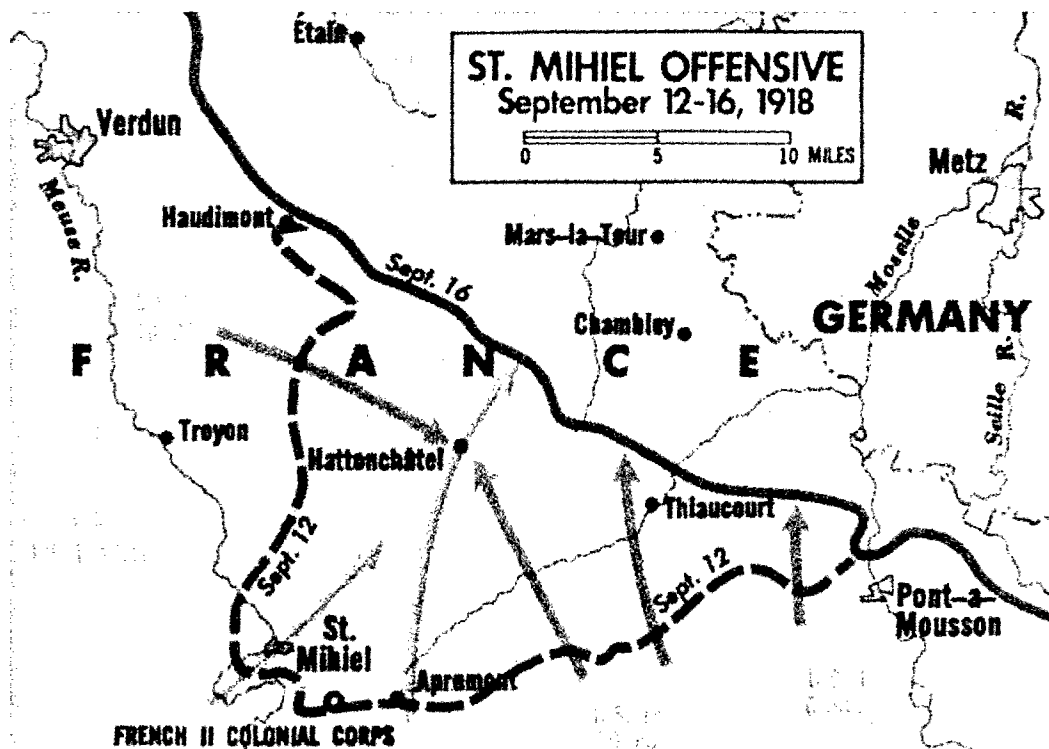 Étain
ST. MIHIEL OFFENSIVE
September 12-16, 1918
0 5 10 MILES
Verdun
Metz
R.
Meuse R.
Haudimont
Mars-la-Tour
Moselle
Sept. 16
Chambley
GERMANY
F R A N C E
Seille R.
Troyon
Hattonchâtel
Thiaucourt
Sept. 12
Sept. 12
Pont-a-
Mousson
St.
Mihiel
Apremont
FRENCH II COLONIAL CORPS